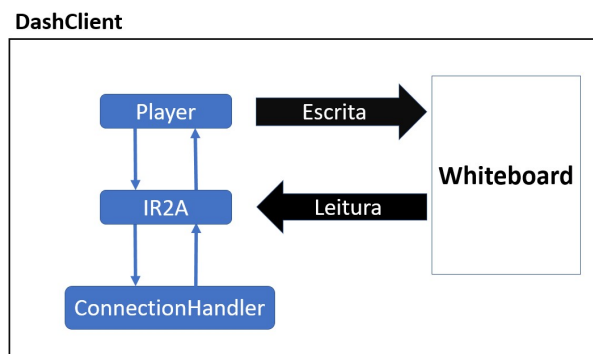 DashClient
Player
Escrita
Whiteboard
IR2A
Leitura
ConnectionHandler